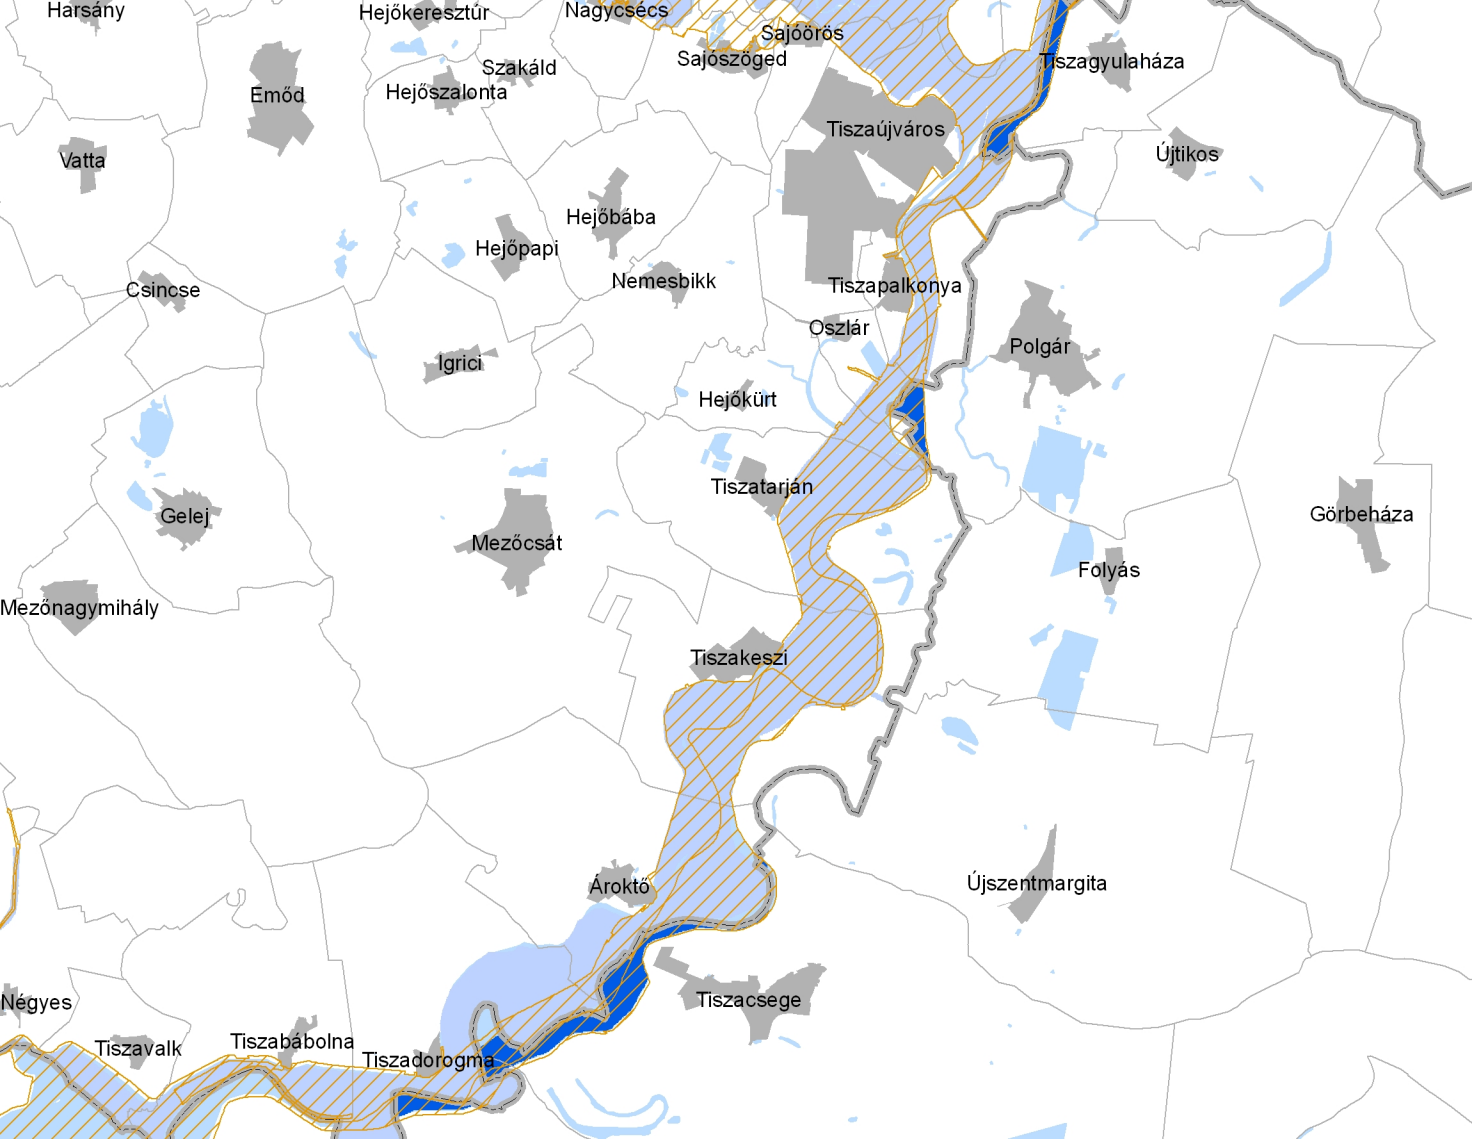 Harsány
Hejőkeresztúr
Nagycsécs
Sajóörös
Sajószöged
Tiszagyulaháza
Szakáld
Hejőszalonta
Emőd
Tiszaújváros
Vatta
Újtikos
Hejőbába
Hejőpapi
Nemesbikk
Tiszapalkonya
Csincse
Oszlár
Polgár
Igrici
Hejőkürt
Tiszatarján
Gelej
Görbeháza
Mezőcsát
Folyás
Mezőnagymihály
Tiszakeszi
Ároktő
Újszentmargita
Négyes
Tiszacsege
Tiszavalk
Tiszabábolna
Tiszadorogma